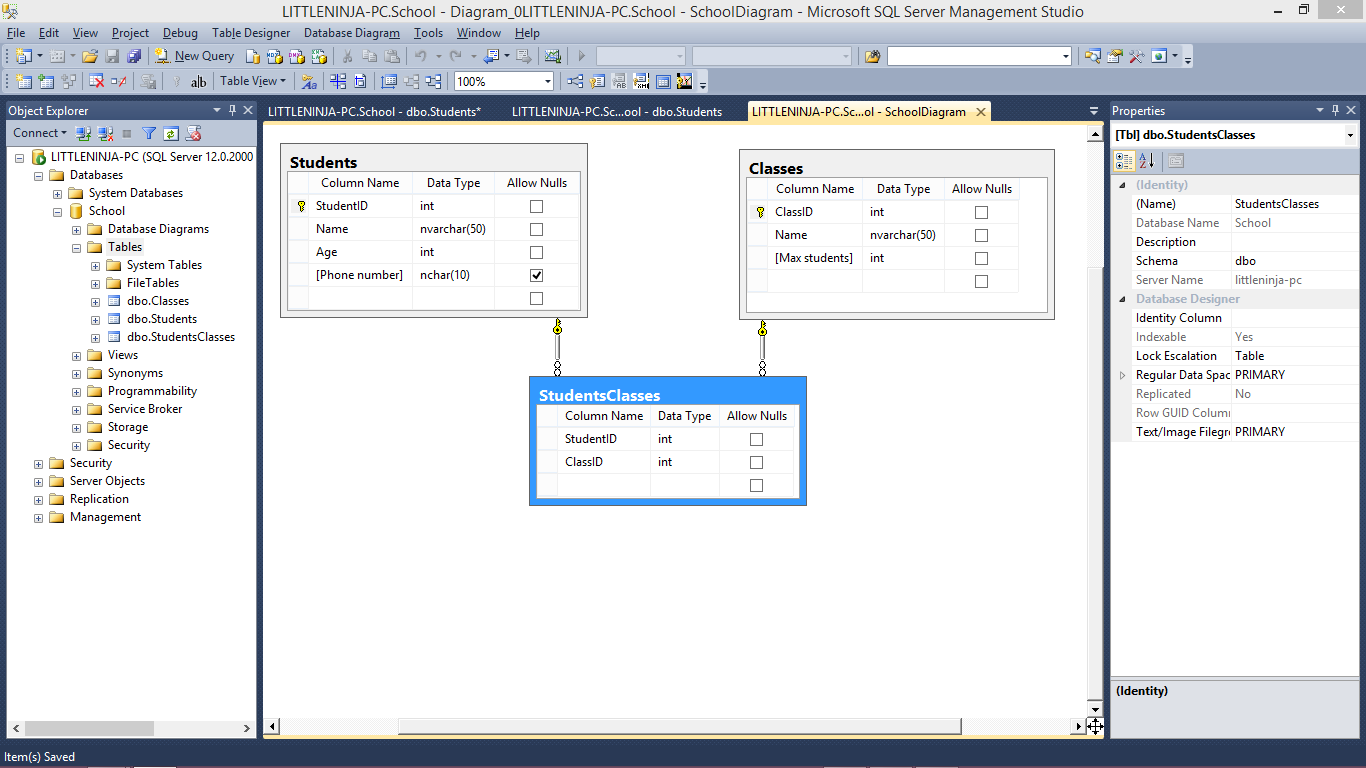 LITTLENINJA-PC.School - Diagram_0LITTLENINJA-PC.School - SchoolDiagram - Microsoft SQL Server Management Studio
File Edit View Project Debug Table Designer Database Diagram Tools Window Help
New Query
ab Table View 100%
Object Explorer
Connect
LITTLENINJA-PC (SQL Server 12.0.2000
Databases
System Databases
School
Database Diagrams
Tables
System Tables
FileTables
dbo.Classes
dbo.Students
dbo.StudentsClasses
Views
Synonyms
Programmability
Service Broker
Storage
Security
Security
Server Objects
Replication
Management
LITTLENINJA-PC.School - dbo.Students* LITTLENINJA-PC.Sc...ool - dbo.Students LITTLENINJA-PC.Sc...ool - SchoolDiagram
Students
Column Name Data Type Allow Nulls
StudentID int
Name nvarchar(50)
Age int
[Phone number] nchar(10)
Classes
Column Name Data Type Allow Nulls
ClassID int
Name nvarchar(50)
[Max students] int
StudentsClasses
Column Name Data Type Allow Nulls
StudentID int
ClassID int
Properties
[Tbl] dbo.StudentsClasses
(Identity)
(Name) StudentsClasses
Database Name School
Description
Schema dbo
Server Name littleninja-pc
Database Designer
Identity Column
Indexable Yes
Lock Escalation Table
Regular Data Spac PRIMARY
Replicated No
Row GUID Column
Text/Image Filegr PRIMARY
(Identity)
Item(s) Saved